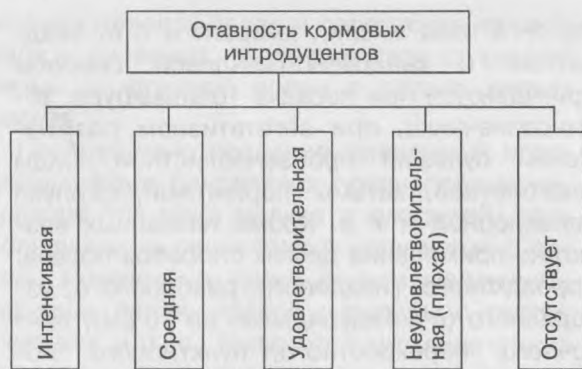 Отавность кормовых
интродуцентов
Интенсивная
Средняя
Удовлетворительная
Неудовлетворитель-
ная (плохая)
Отсутствует